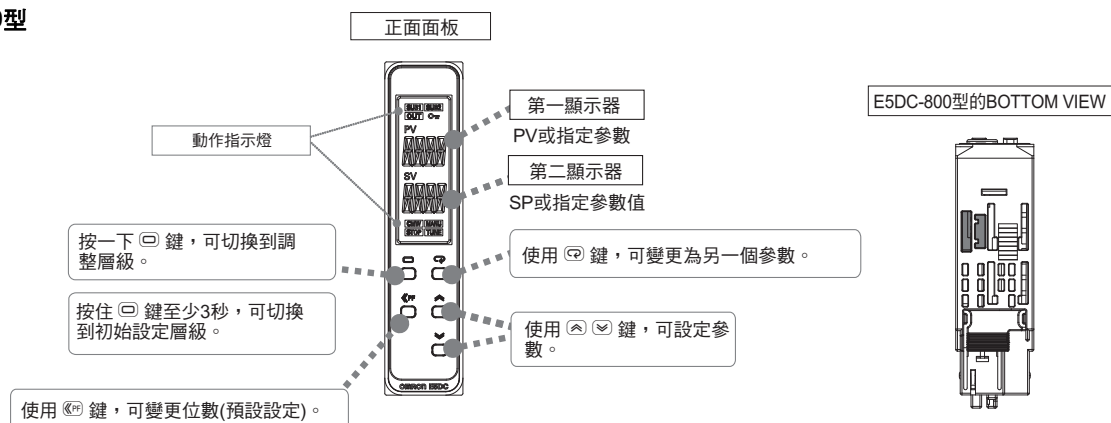 型
正面面板
E5DC-800型的BOTTOM VIEW
SUB1 SUB2
OUT
PV
SV
CMW MANU
STOP TUNE
動作指示燈
第一顯示器
PV或指定參數
第二顯示器
SP或指定參數值
按一下 鍵,可切換到調
整層級。
使用 鍵,可變更為另一個參數。
按住 鍵至少3秒,可切換
到初始設定層級。
PF
使用 鍵,可設定參
數。
omron E5DC
使用 PF 鍵,可變更位數(預設設定)。